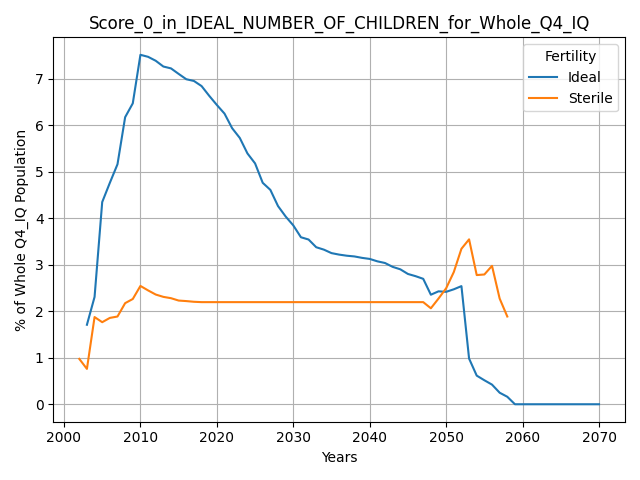 Score_0_in_IDEAL_NUMBER_OF_CHILDREN_for_Whole_Q4_IQ
Fertility
Ideal
Sterile
% of Whole Q4_IQ Population
7
6
5
4
3
2
1
0
2000 2010 2020 2030 2040 2050 2060 2070
Years